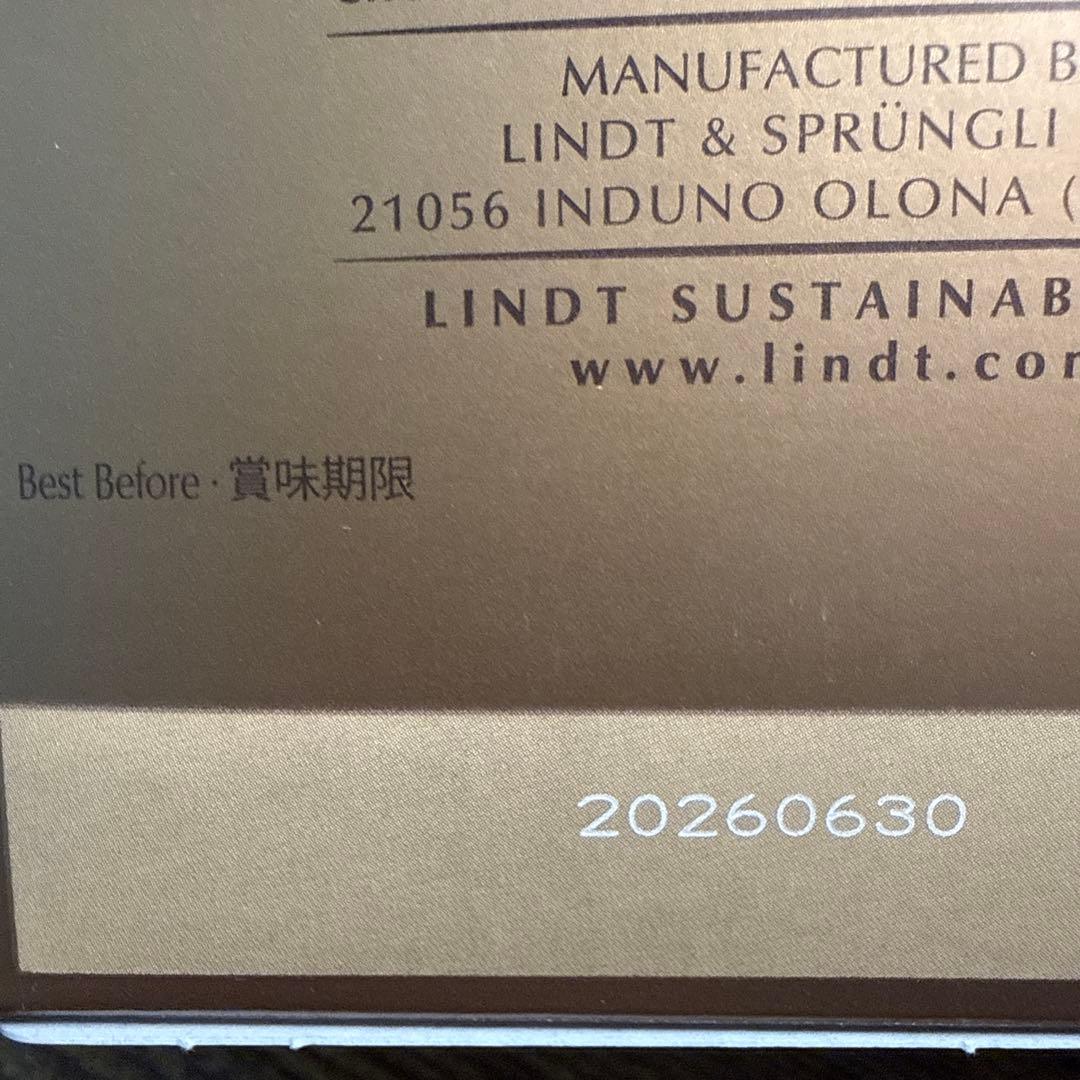 MANUFACTURED B
LINDT & SPRÜNGLI
21056 INDUNO OLONA (
LINDT SUSTAINAB
www.lindt.co
Best Before · 賞味期限
20260630